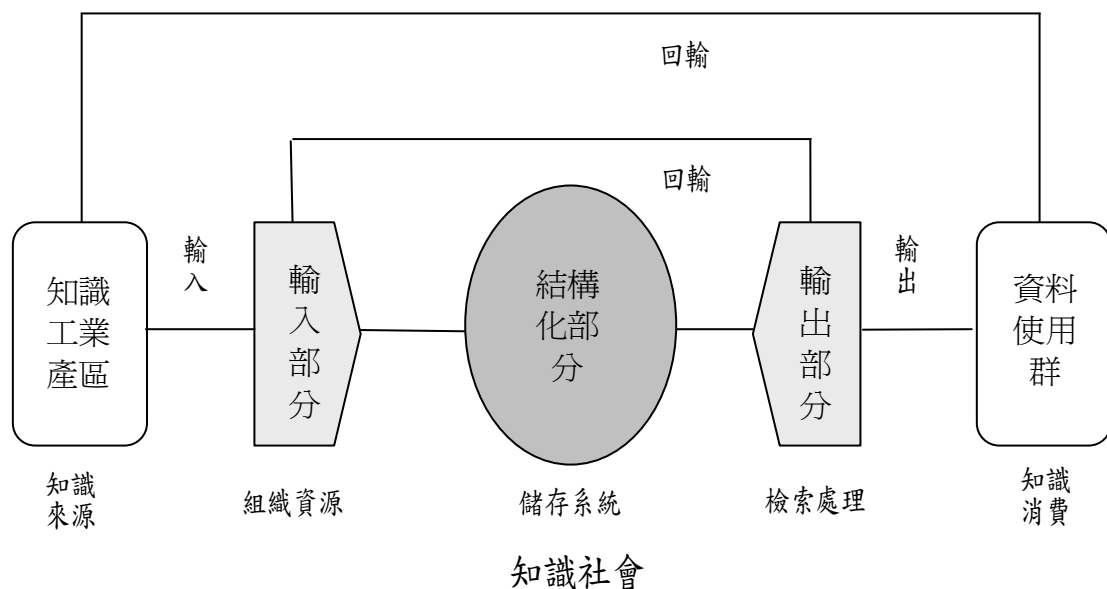 回輸
回輸
輸
入
輸
出
知識
工業
產區
輸
入
部
分
結構
化部
分
輸
出
部
分
資料
使用
群
知識
來源
組織資源
儲存系統
檢索處理
知識
消費
知識社會